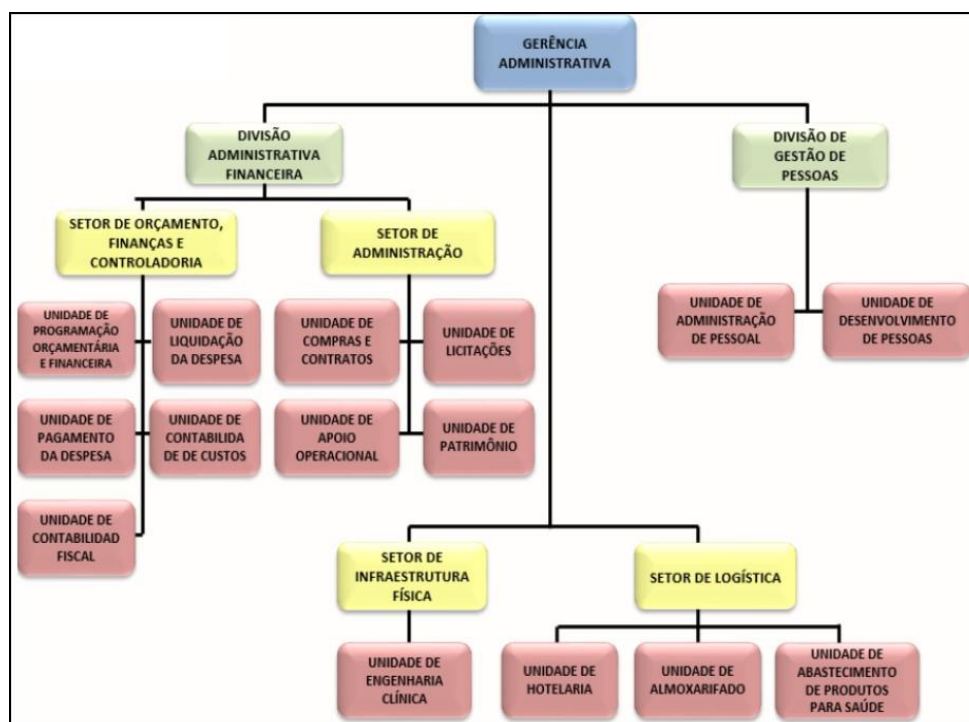 GERÊNCIA
ADMINISTRATIVA
DIVISÃO
ADMINISTRATIVA
FINANCEIRA
DIVISÃO DE
GESTÃO DE
PESSOAS
SETOR DE ORÇAMENTO,
FINANÇAS E
CONTROLADORIA
SETOR DE
ADMINISTRAÇÃO
UNIDADE DE
PROGRAMAÇÃO
ORÇAMENTÁRIA
E FINANCEIRA
UNIDADE DE
LIQUIDAÇÃO
DA DESPESA
UNIDADE DE
COMPRAS E
CONTRATOS
UNIDADE DE
LICITAÇÕES
UNIDADE DE
ADMINISTRAÇÃO
DE PESSOAL
UNIDADE DE
DESENVOLVIMENTO
DE PESSOAS
UNIDADE DE
PAGAMENTO
DA DESPESA
UNIDADE DE
CONTABILIDA
DE DE CUSTOS
UNIDADE DE
APOIO
OPERACIONAL
UNIDADE DE
PATRIMÔNIO
UNIDADE DE
CONTABILIDAD
FISCAL
SETOR DE
INFRAESTRUTURA
FÍSICA
SETOR DE LOGÍSTICA
UNIDADE DE
ENGENHARIA
CLÍNICA
UNIDADE DE
HOTELARIA
UNIDADE DE
ALMOXARIFADO
UNIDADE DE
ABASTECIMENTO
DE PRODUTOS
PARA SAÚDE